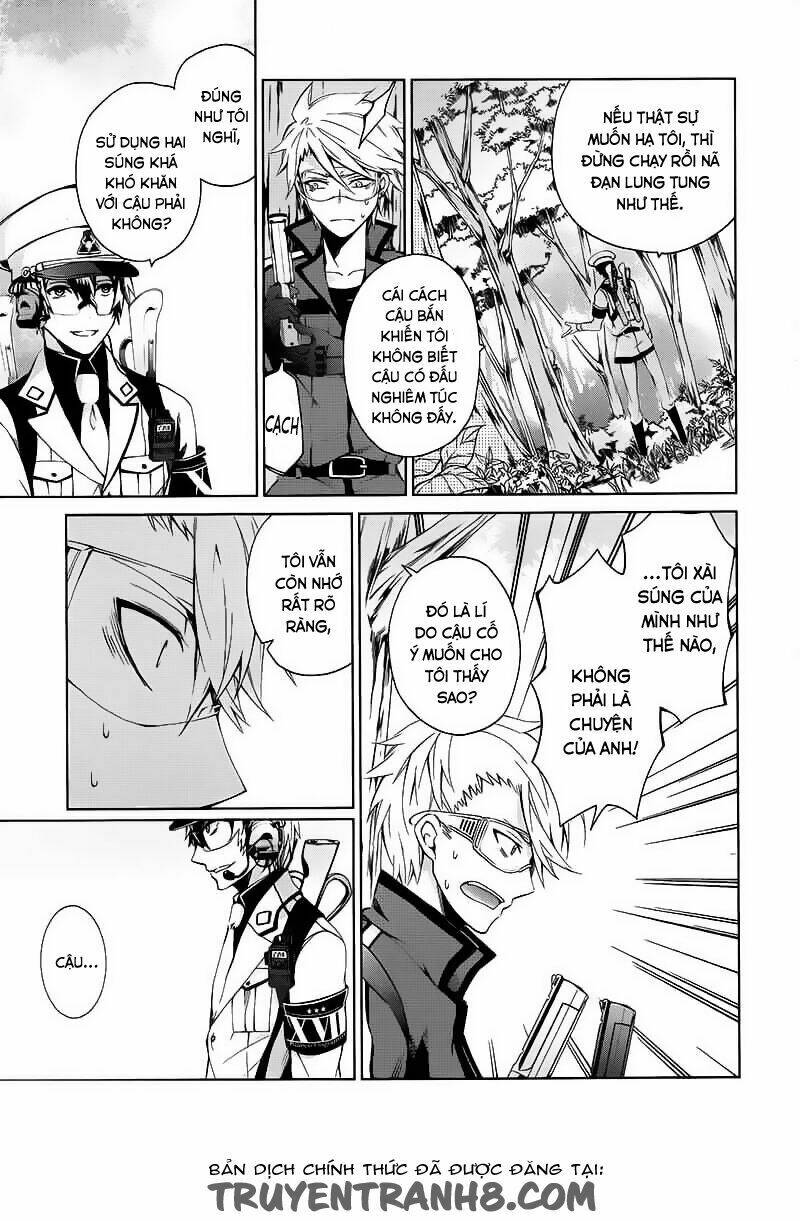 NẾU THẬT SỰ
MUỐN HẠ TÔI, THÌ
ĐỪNG CHẠY RỒI NÃ
ĐẠN LUNG TUNG
NHƯ THẾ.
CÁI CÁCH
CẬU BẮN
KHIẾN TÔI
KHÔNG BIẾT
CẬU CÓ ĐẤU
NGHIÊM TÚC
KHÔNG ĐẤY.
CẠCH
ĐÚNG
NHƯ TÔI
NGHĨ,
SỬ DỤNG HAI
SÚNG KHÁ
KHÓ KHĂN
VỚI CẬU PHẢI
KHÔNG?
...TÔI XÀI
SÚNG CỦA
MÌNH NHƯ
THẾ NÀO,
KHÔNG
PHẢI LÀ
CHUYỆN
CỦA ANH!
ĐÓ LÀ LÍ
DO CẬU CỐ
Ý MUỐN CHO
TÔI THẤY
SAO?
TÔI VẪN
CÒN NHỚ
RẤT RÕ
RÀNG,
CẬU...
XVII
BẢN DỊCH CHÍNH THỨC ĐÃ ĐƯỢC ĐĂNG TẠI:
TRUYENTRANH8.COM